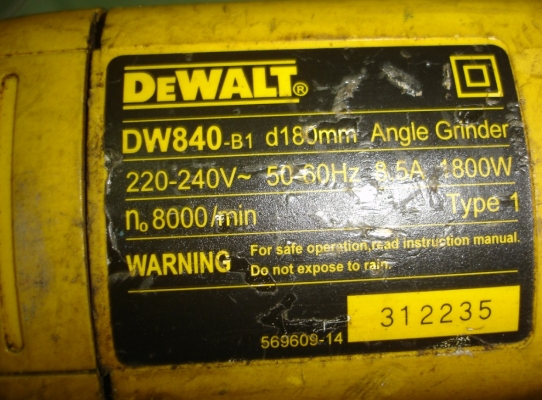 DEWALT®
DW840-B1 d180mm Angle Grinder
220-240V~ 50-60Hz 8.5A 1800W
no 8000/min Type 1
WARNING For safe operation,read instruction manual.
Do not expose to rain.
312235
569609-14